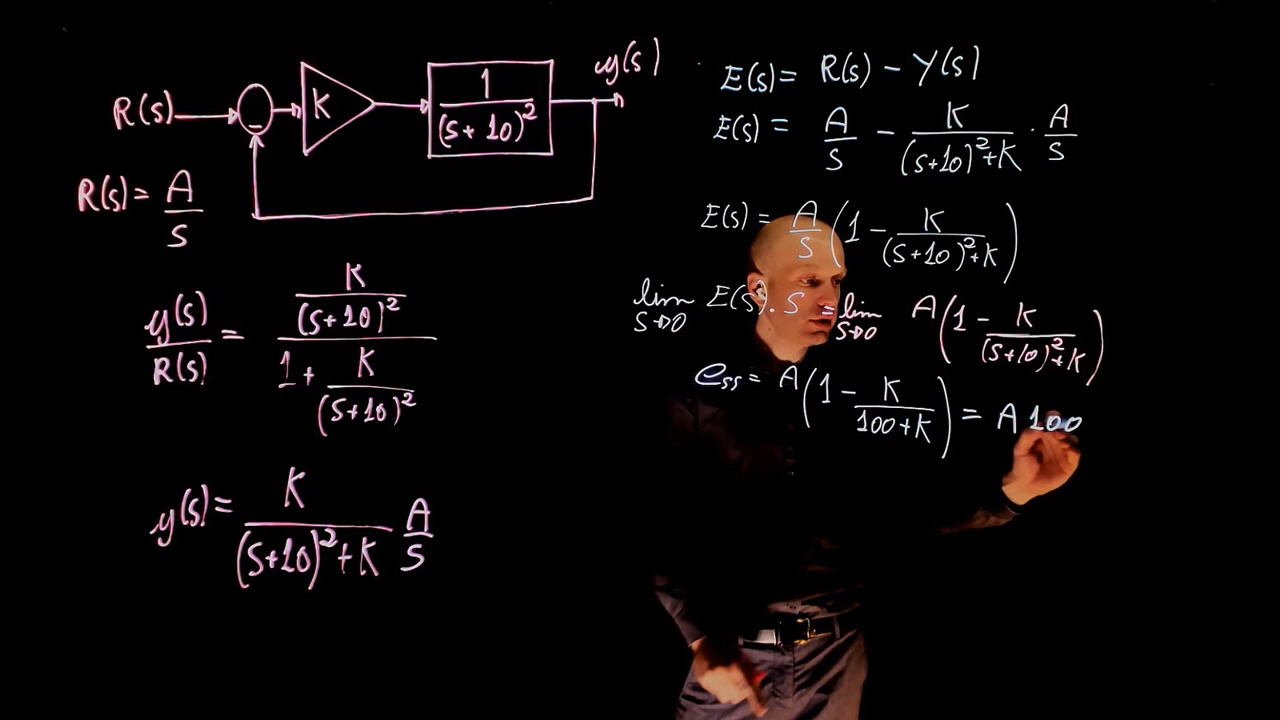 R(s) - K 1/(s+10)² y(s)
R(s) = A/s
y(s)/R(s) = (K/(s+10)²)/(1 + K/(s+10)²)
y(s) = K/((s+10)²+K) A/s
E(s) = R(s) - Y(s)
E(s) = A/s - K/((s+10)²+K) · A/s
E(s) = A/s (1 - K/((s+10)²+K))
lim s→0 E(s) . s = lim s→0 A(1 - K/((s+10)²+K))
ess = A(1 - K/(100+K)) = A 100